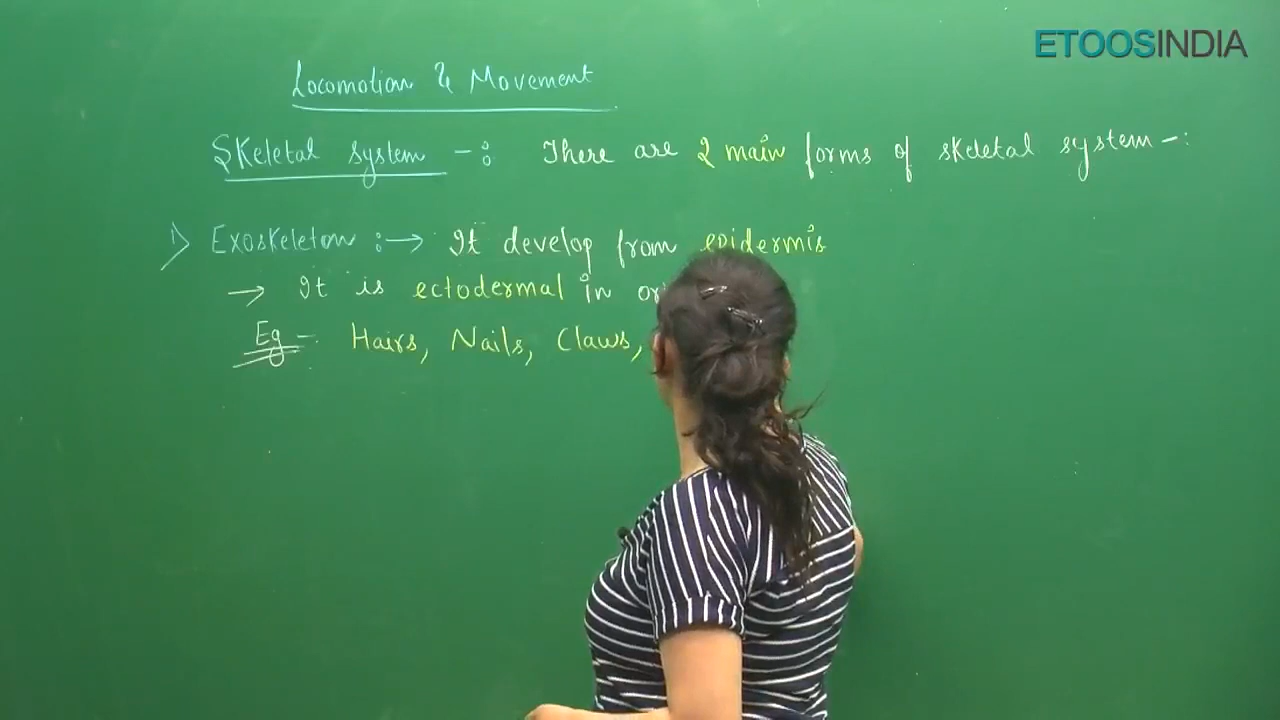 ETOOSINDIA
Locomotion & Movement
Skeletal system -: There are 2 main forms of skeletal system -:
1) Exoskeleton :→ It develop from epidermis
→ It is ectodermal in
Eg -: Hairs, Nails, Claws,